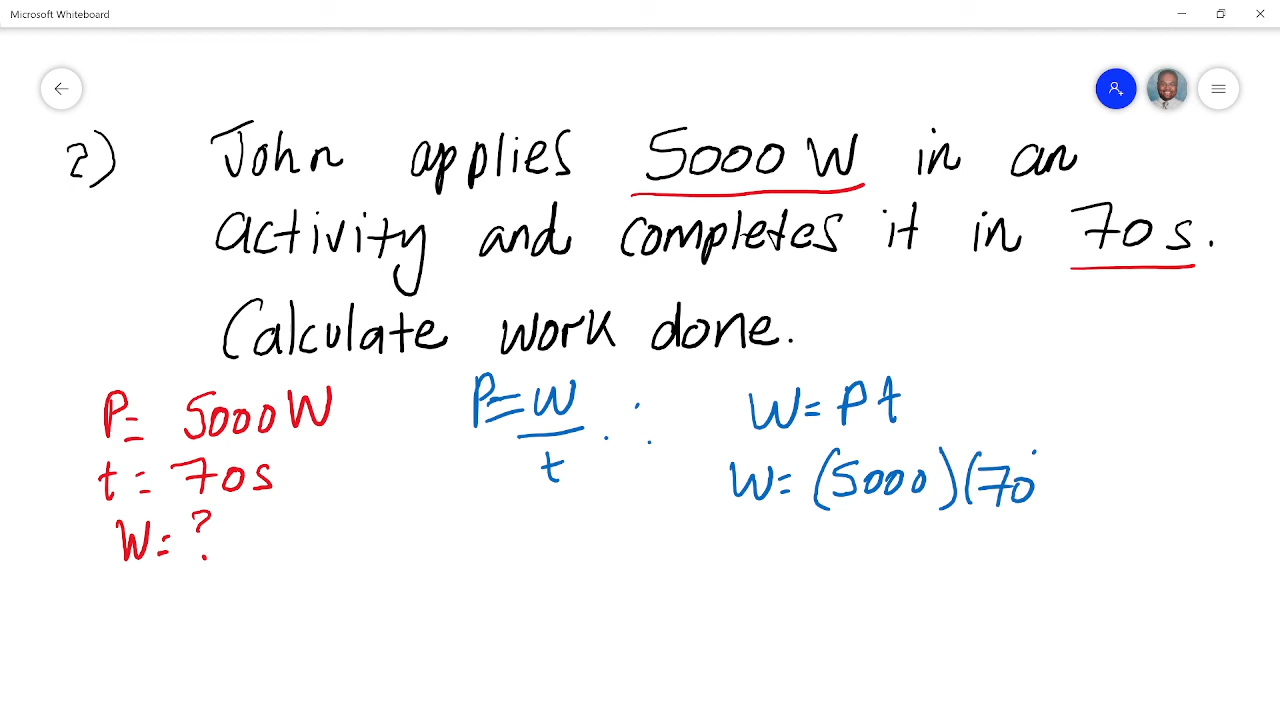 Microsoft Whiteboard
2) John applies 5000 W in an
activity and completes it in 70 s.
Calculate work done.
P= 5000 W
t = 70 s
W = ?
P = W
t
∴
W = Pt
W = (5000)(70